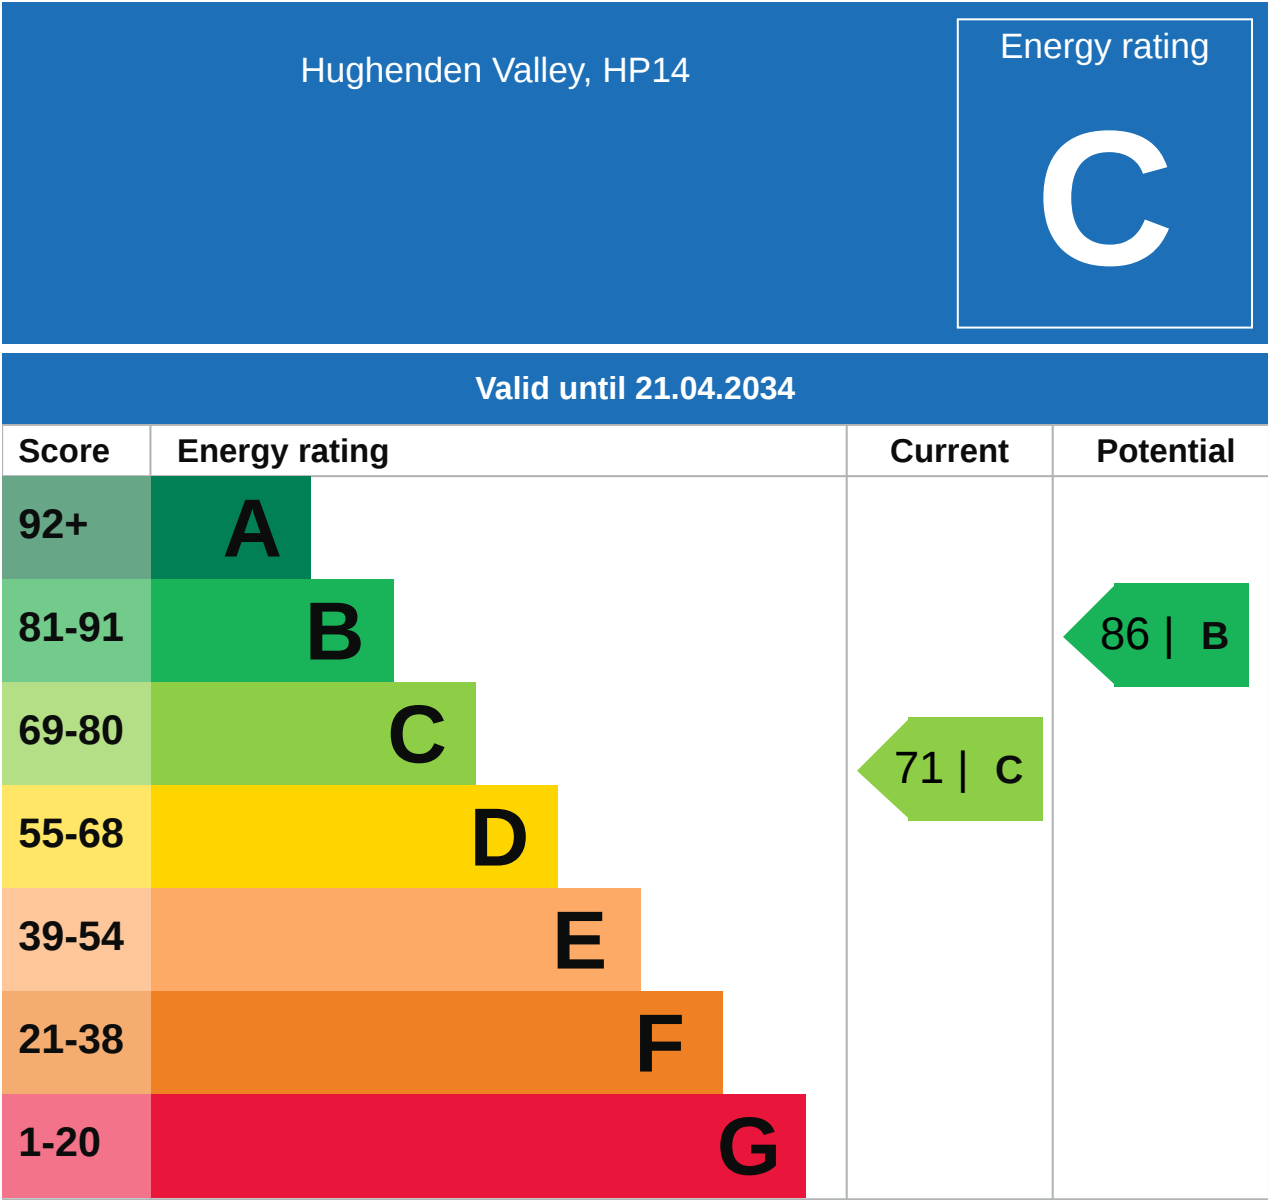 Hughenden Valley, HP14
Energy rating
C
Valid until 21.04.2034
Score Energy rating Current Potential
92+ A
81-91 B 86 | B
69-80 C 71 | C
55-68 D
39-54 E
21-38 F
1-20 G